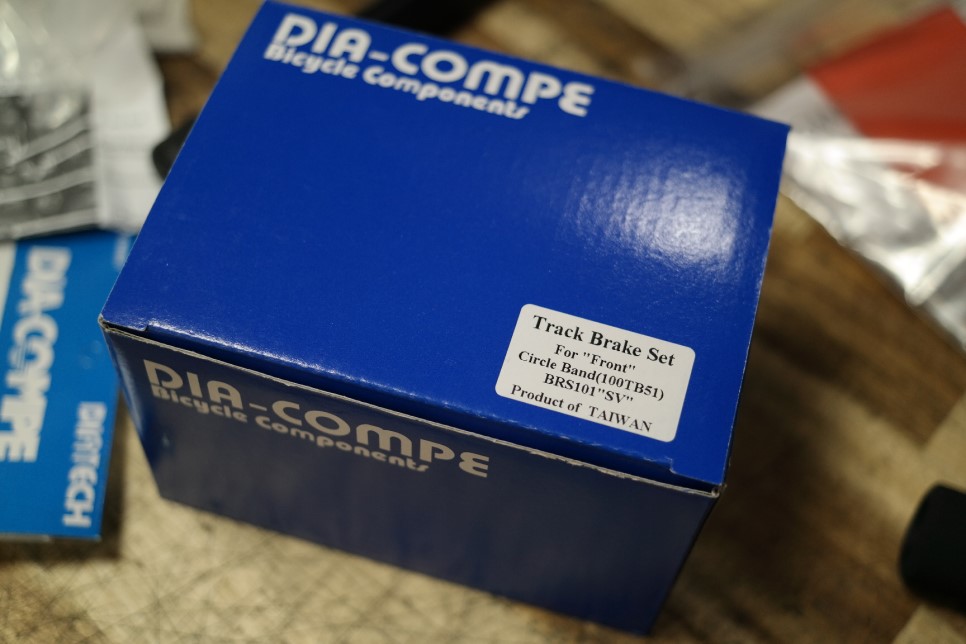 DIA-COMPE
Bicycle Components
Track Brake Set
For "Front"
Circle Band(100TB51)
BRS101"SV"
Product of TAIWAN
DIA-COMPE
Bicycle Components
DIA-COMPE
DIATECH